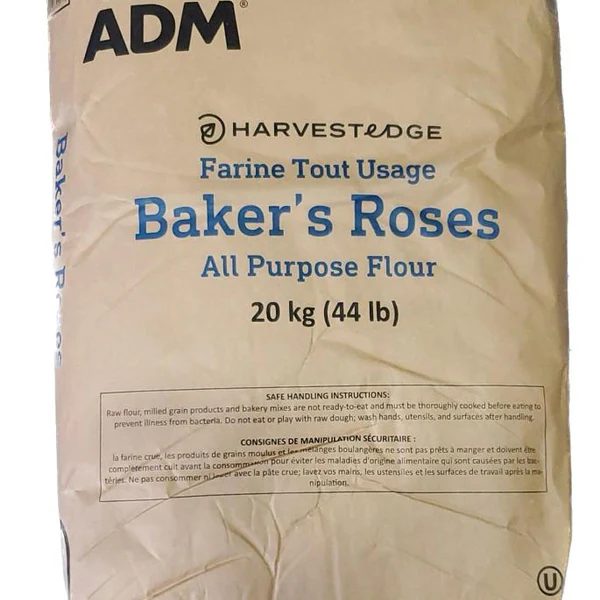 ADM®
HARVESTEDGE
Farine Tout Usage
Baker's Roses
All Purpose Flour
20 kg (44 lb)
Baker's Roses
SAFE HANDLING INSTRUCTIONS:
Raw flour, milled grain products and bakery mixes are not ready-to-eat and must be thoroughly cooked before eating to
prevent illness from bacteria. Do not eat or play with raw dough; wash hands, utensils, and surfaces after handling.
CONSIGNES DE MANIPULATION SÉCURITAIRE :
la farine crue, les produits de grains moulus et les mélanges boulangères ne sont pas prêts à manger et doivent être
complètement cuit avant la consommation pour éviter les maladies d'origine alimentaire qui sont causées par les bac-
téries. Ne pas consommer ni jouer avec la pâte crue; lavez vos mains, les ustensiles et les surfaces de travail après la ma-
nipulation.
U